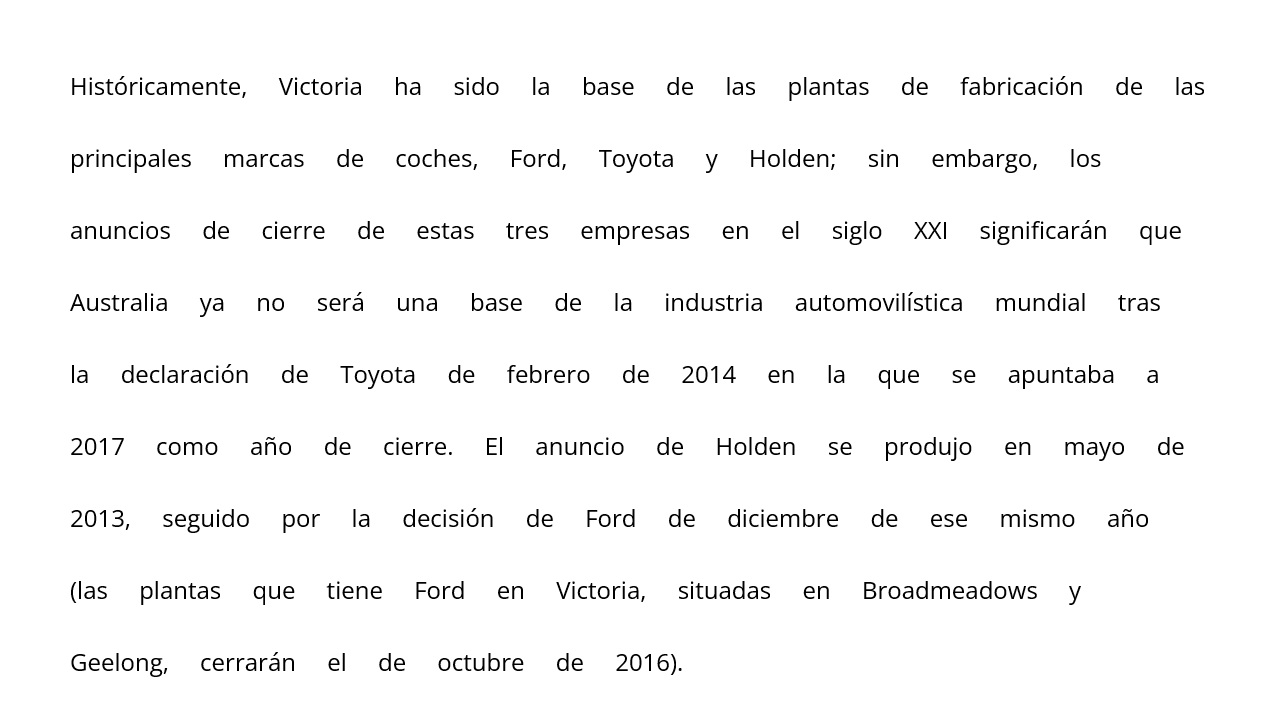 Históricamente, Victoria ha sido la base de las plantas de fabricación de las
principales marcas de coches, Ford, Toyota y Holden; sin embargo, los
anuncios de cierre de estas tres empresas en el siglo XXI significarán que
Australia ya no será una base de la industria automovilística mundial tras
la declaración de Toyota de febrero de 2014 en la que se apuntaba a
2017 como año de cierre. El anuncio de Holden se produjo en mayo de
2013, seguido por la decisión de Ford de diciembre de ese mismo año
(las plantas que tiene Ford en Victoria, situadas en Broadmeadows y
Geelong, cerrarán el de octubre de 2016).